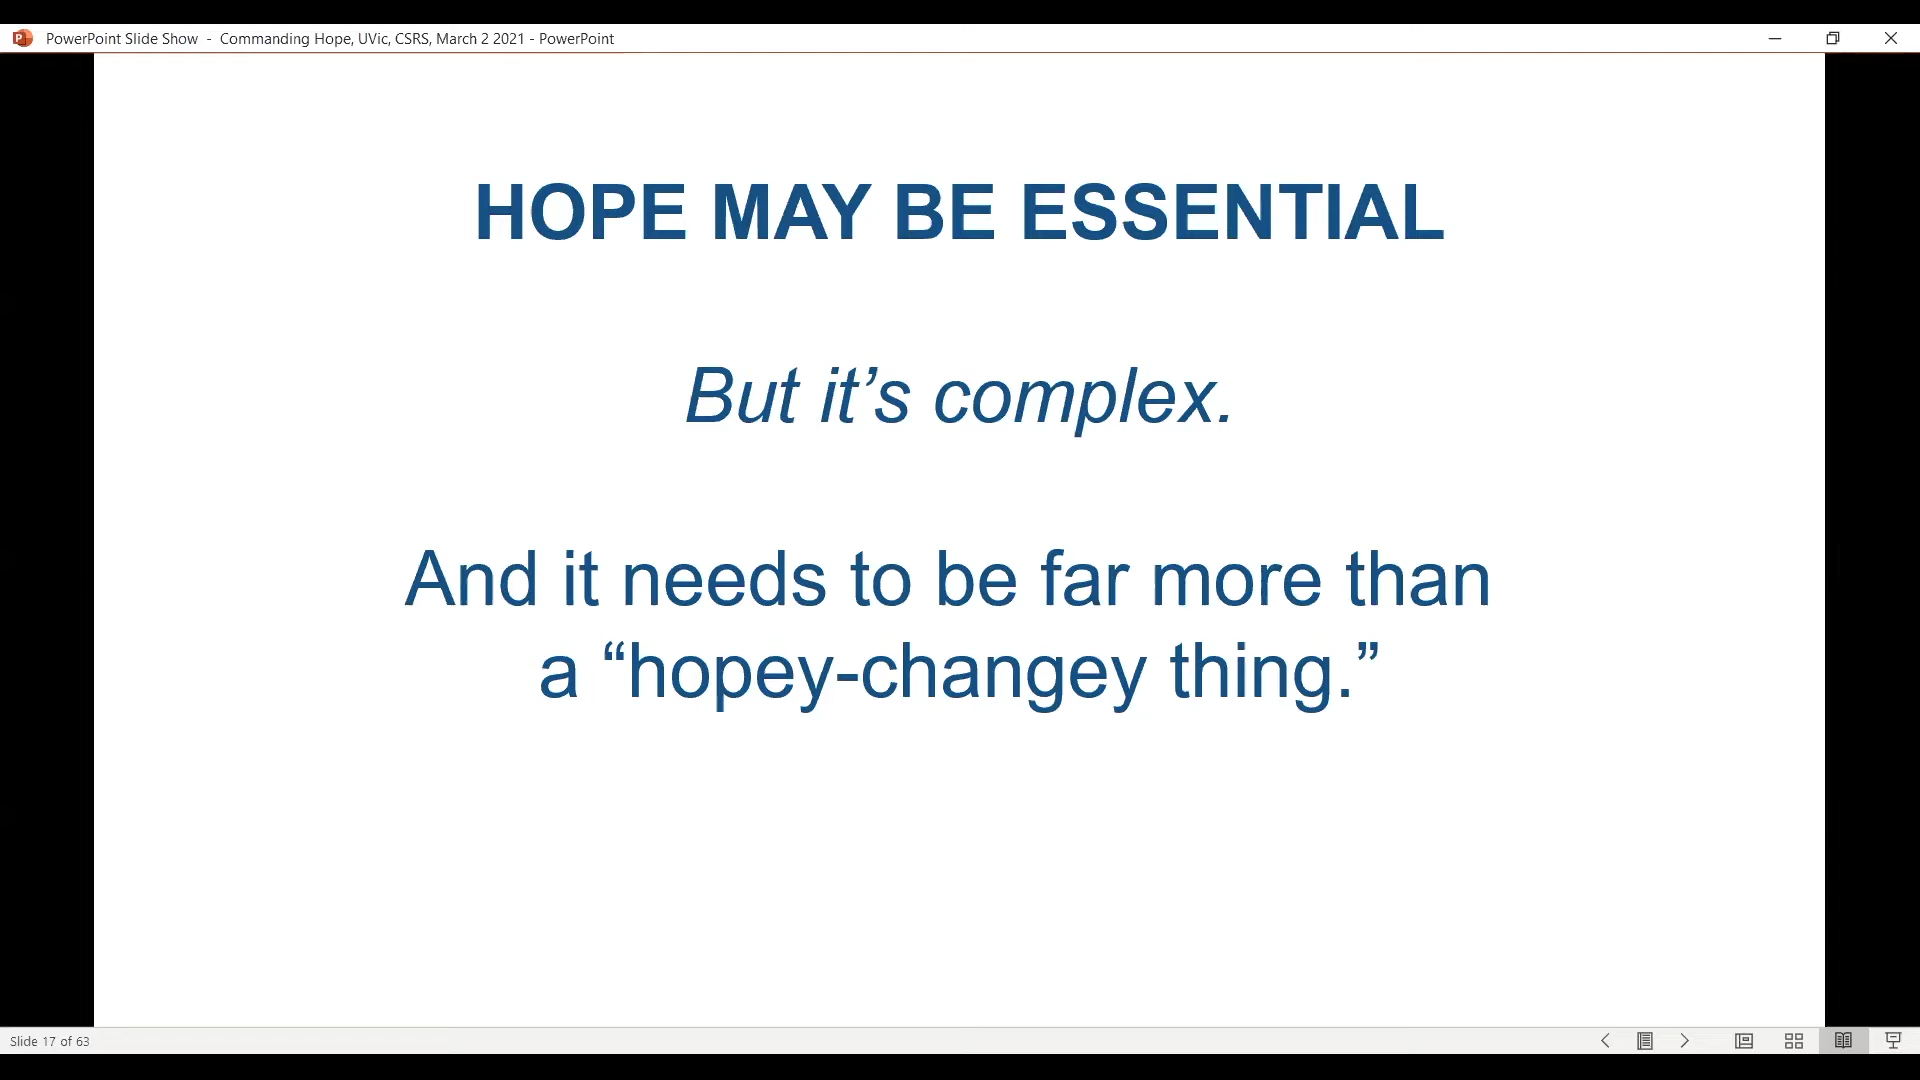 PowerPoint Slide Show - Commanding Hope, UVic, CSRS, March 2 2021 - PowerPoint
HOPE MAY BE ESSENTIAL
But it’s complex.
And it needs to be far more than
a “hopey-changey thing.”
Slide 17 of 63